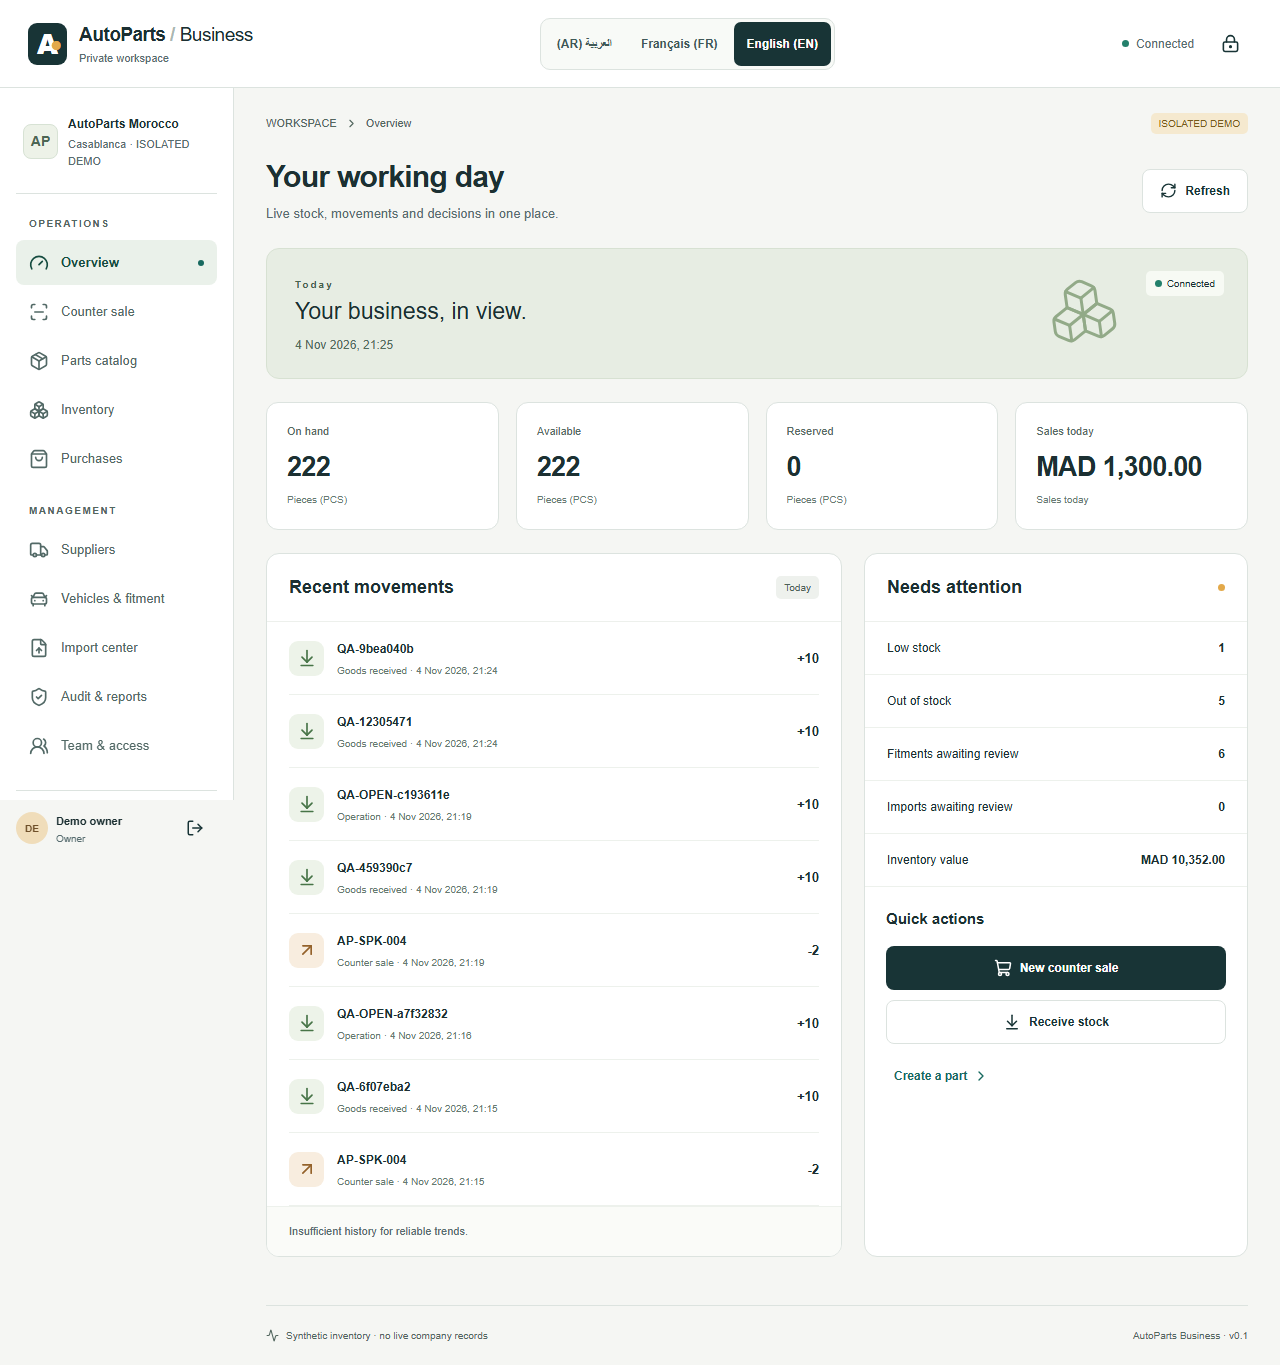 AutoParts / Business
Private workspace
العربية (AR)
Français (FR)
English (EN)
Connected
AP
AutoParts Morocco
Casablanca · ISOLATED
DEMO
OPERATIONS
Overview
Counter sale
Parts catalog
Inventory
Purchases
MANAGEMENT
Suppliers
Vehicles & fitment
Import center
Audit & reports
Team & access
DE
Demo owner
Owner
WORKSPACE > Overview
ISOLATED DEMO
Your working day
Live stock, movements and decisions in one place.
Refresh
Today
Your business, in view.
4 Nov 2026, 21:25
Connected
On hand
222
Pieces (PCS)
Available
222
Pieces (PCS)
Reserved
0
Pieces (PCS)
Sales today
MAD 1,300.00
Sales today
Recent movements
Today
QA-9bea040b
Goods received · 4 Nov 2026, 21:24
+10
QA-12305471
Goods received · 4 Nov 2026, 21:24
+10
QA-OPEN-c193611e
Operation · 4 Nov 2026, 21:19
+10
QA-459390c7
Goods received · 4 Nov 2026, 21:19
+10
AP-SPK-004
Counter sale · 4 Nov 2026, 21:19
-2
QA-OPEN-a7f32832
Operation · 4 Nov 2026, 21:16
+10
QA-6f07eba2
Goods received · 4 Nov 2026, 21:15
+10
AP-SPK-004
Counter sale · 4 Nov 2026, 21:15
-2
Insufficient history for reliable trends.
Needs attention
Low stock 1
Out of stock 5
Fitments awaiting review 6
Imports awaiting review 0
Inventory value MAD 10,352.00
Quick actions
New counter sale
Receive stock
Create a part
Synthetic inventory · no live company records
AutoParts Business · v0.1